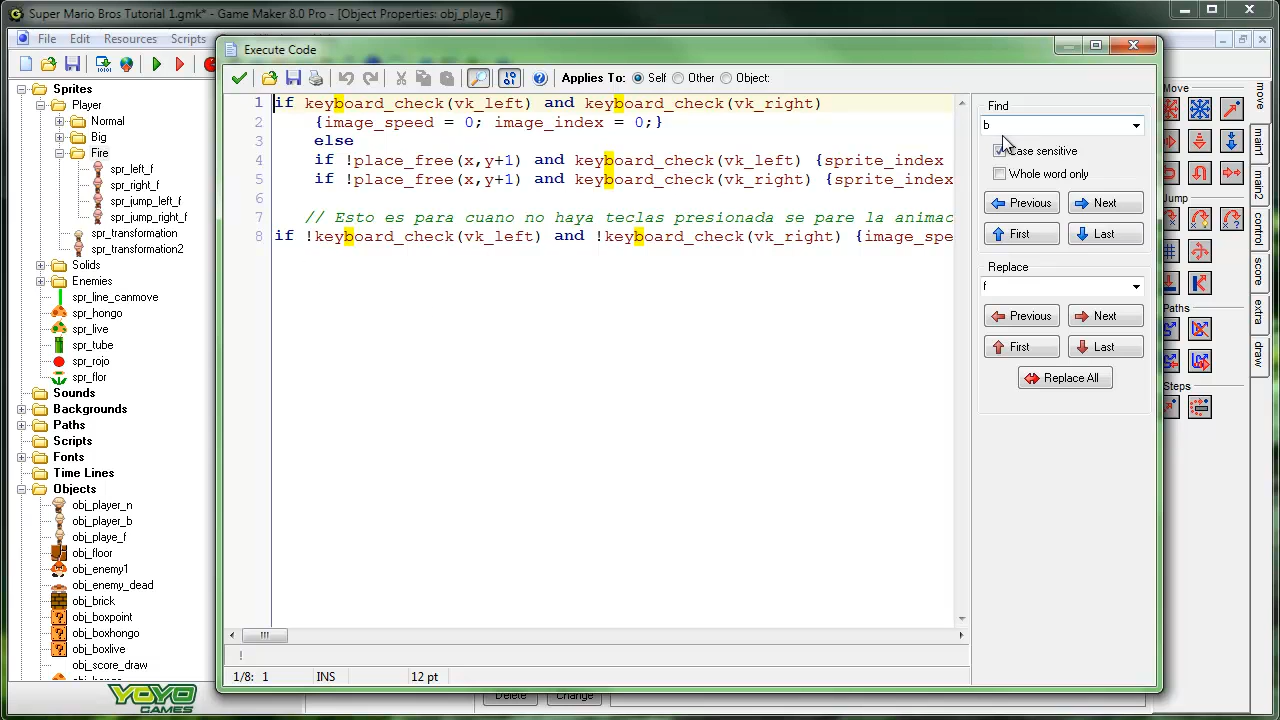 Super Mario Bros Tutorial 1.gmk* - Game Maker 8.0 Pro - [Object Properties: obj_playe_f]
File Edit Resources Scripts
Execute Code
Applies To: Self Other Object:
Sprites
Player
Normal
Big
Fire
spr_left_f
spr_right_f
spr_jump_left_f
spr_jump_right_f
spr_transformation
spr_transformation2
Solids
Enemies
spr_line_canmove
spr_hongo
spr_live
spr_tube
spr_rojo
spr_flor
Sounds
Backgrounds
Paths
Scripts
Fonts
Time Lines
Objects
obj_player_n
obj_player_b
obj_playe_f
obj_floor
obj_enemy1
obj_enemy_dead
obj_brick
obj_boxpoint
obj_boxhongo
obj_boxlive
obj_score_draw
YOYO
GAMES
1 if keyboard_check(vk_left) and keyboard_check(vk_right)
2 {image_speed = 0; image_index = 0;}
3 else
4 if !place_free(x,y+1) and keyboard_check(vk_left) {sprite_index
5 if !place_free(x,y+1) and keyboard_check(vk_right) {sprite_index
6
7 // Esto es para cuano no haya teclas presionada se pare la animac
8 if !keyboard_check(vk_left) and !keyboard_check(vk_right) {image_spe
!
1/8: 1 INS 12 pt
Find
b
Case sensitive
Whole word only
Previous Next
First Last
Replace
f
Previous Next
First Last
Replace All
Delete Change
Move
Jump
Paths
Steps
move
main1
main2
control
score
extra
draw